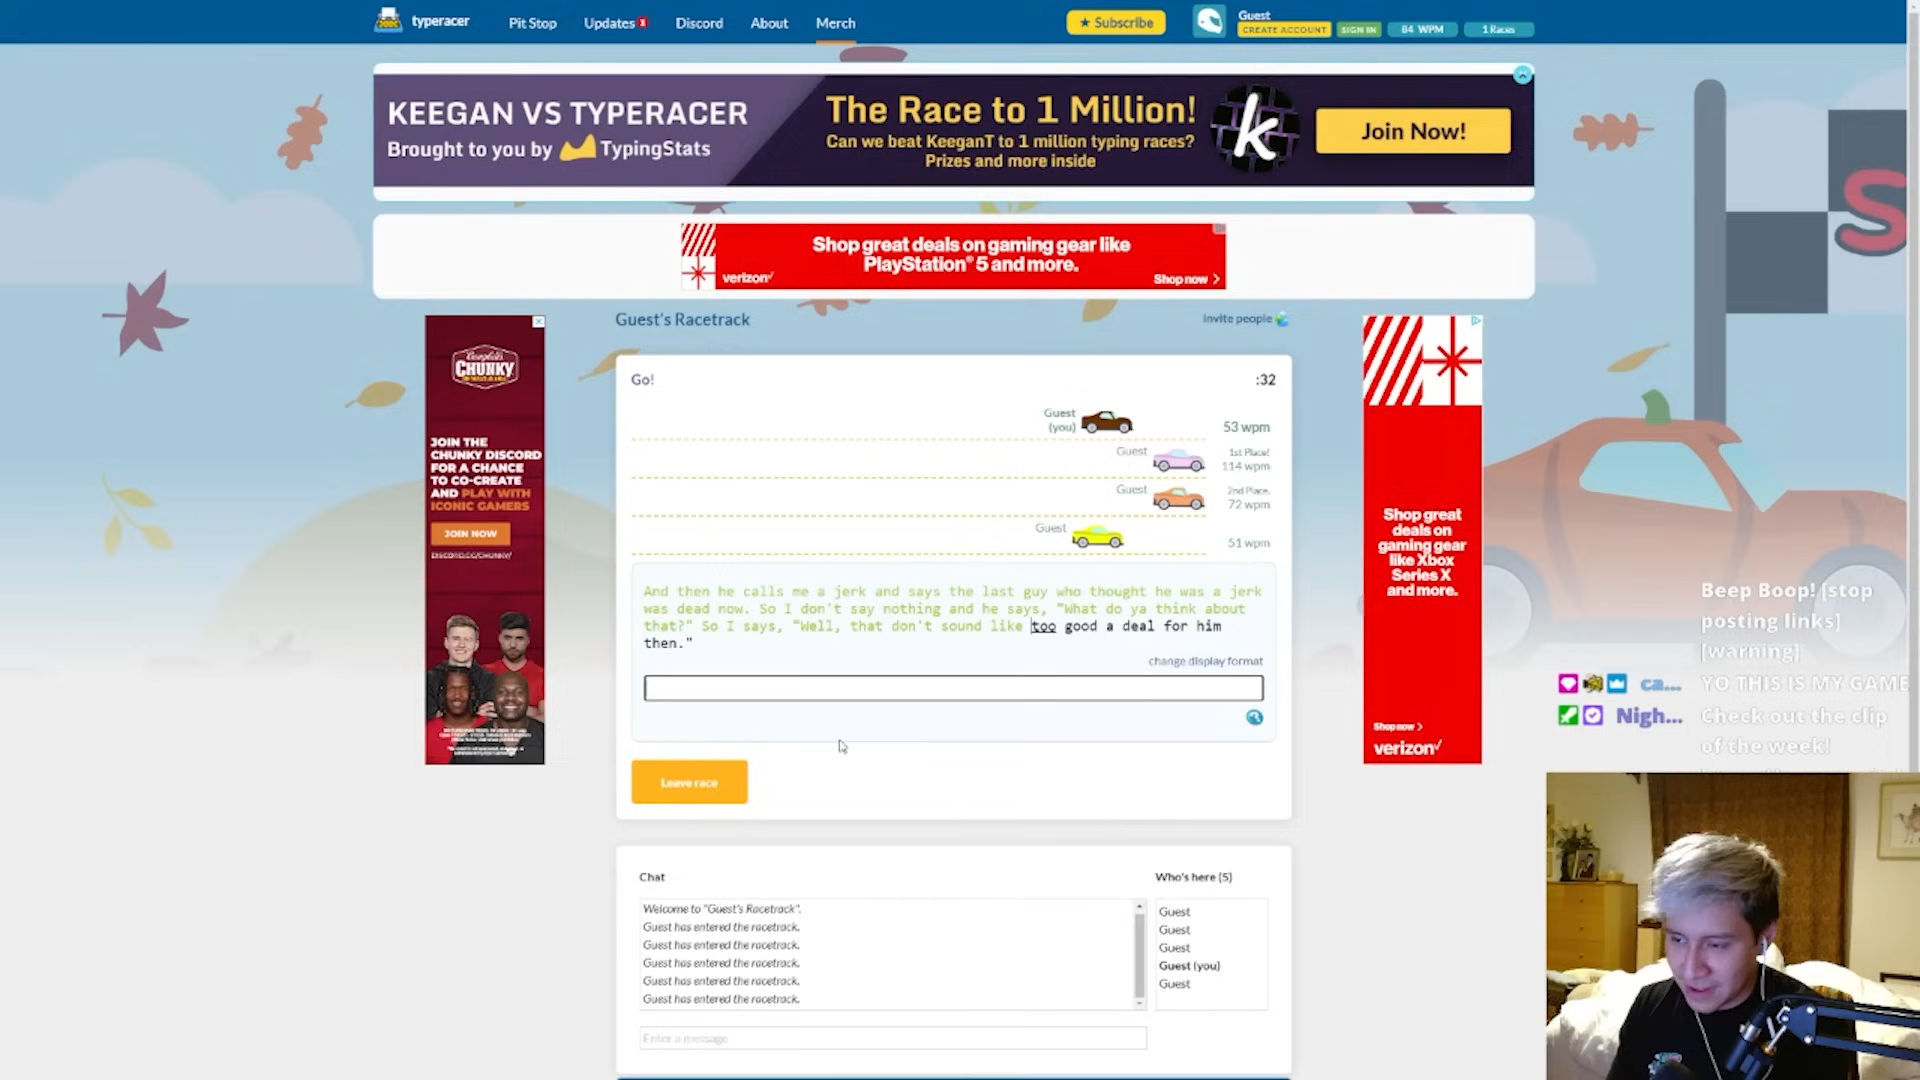 typeracer
Pit Stop
Updates
Discord
About
Merch
★ Subscribe
Guest
CREATE ACCOUNT
SIGN IN
84 WPM
1 Races
KEEGAN VS TYPERACER
Brought to you by TypingStats
The Race to 1 Million!
Can we beat KeeganT to 1 million typing races?
Prizes and more inside
k
Join Now!
Shop great deals on gaming gear like
PlayStation® 5 and more.
verizon✓
Shop now >
S
Guest's Racetrack
Invite people
Go!
:32
Guest
(you)
53 wpm
Guest
1st Place!
114 wpm
Guest
2nd Place.
72 wpm
Guest
51 wpm
And then he calls me a jerk and says the last guy who thought he was a jerk
was dead now. So I don't say nothing and he says, "What do ya think about
that?" So I says, "Well, that don't sound like too good a deal for him
then."
change display format
Leave race
Chat
Welcome to "Guest's Racetrack".
Guest has entered the racetrack.
Guest has entered the racetrack.
Guest has entered the racetrack.
Guest has entered the racetrack.
Guest has entered the racetrack.
Enter a message
Who's here (5)
Guest
Guest
Guest
Guest (you)
Guest
Campbell's
CHUNKY
JOIN THE
CHUNKY DISCORD
FOR A CHANCE
TO CO-CREATE
AND PLAY WITH
ICONIC GAMERS
JOIN NOW
DISCORD.GG/CHUNKY
Shop great
deals on
gaming gear
like Xbox
Series X
and more.
Shop now >
verizon✓
Beep Boop! [stop
posting links]
[warning]
ca... YO THIS IS MY GAME
Nigh... Check out the clip
of the week!